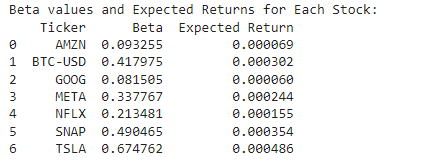 Beta values and Expected Returns for Each Stock:
Ticker Beta Expected Return
0 AMZN 0.093255 0.000069
1 BTC-USD 0.417975 0.000302
2 GOOG 0.081505 0.000060
3 META 0.337767 0.000244
4 NFLX 0.213481 0.000155
5 SNAP 0.490465 0.000354
6 TSLA 0.674762 0.000486